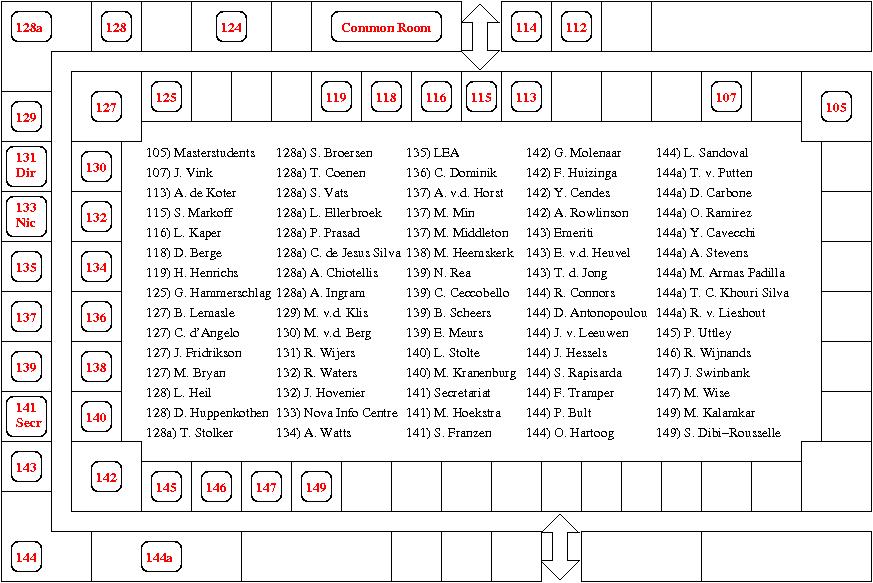 128a
128
124
Common Room
114
112
127
125
119
118
116
115
113
107
105
129
131
Dir
130
133
Nic
132
135
134
137
136
139
138
141
Secr
140
143
142
145
146
147
149
144
144a
105) Masterstudents
107) J. Vink
113) A. de Koter
115) S. Markoff
116) L. Kaper
118) D. Berge
119) H. Henrichs
125) G. Hammerschlag
127) B. Lemasle
127) C. d'Angelo
127) J. Fridrikson
127) M. Bryan
128) L. Heil
128) D. Huppenkothen
128a) T. Stolker
128a) S. Broersen
128a) T. Coenen
128a) S. Vats
128a) L. Ellerbroek
128a) P. Prasad
128a) C. de Jesus Silva
128a) A. Chiotellis
128a) A. Ingram
129) M. v.d. Klis
130) M. v.d. Berg
131) R. Wijers
132) R. Waters
132) J. Hovenier
133) Nova Info Centre
134) A. Watts
135) LEA
136) C. Dominik
137) A. v.d. Horst
137) M. Min
137) M. Middleton
138) M. Heemskerk
139) N. Rea
139) C. Ceccobello
139) B. Scheers
139) E. Meurs
140) L. Stolte
140) M. Kranenburg
141) Secretariat
141) M. Hoekstra
141) S. Franzen
142) G. Molenaar
142) F. Huizinga
142) Y. Cendes
142) A. Rowlinson
143) Emeriti
143) E. v.d. Heuvel
143) T. d. Jong
144) R. Connors
144) D. Antonopoulou
144) J. v. Leeuwen
144) J. Hessels
144) S. Rapisarda
144) F. Tramper
144) P. Bult
144) O. Hartoog
144) L. Sandoval
144a) T. v. Putten
144a) D. Carbone
144a) O. Ramirez
144a) Y. Cavecchi
144a) A. Stevens
144a) M. Armas Padilla
144a) T. C. Khouri Silva
144a) R. v. Lieshout
145) P. Uttley
146) R. Wijnands
147) J. Swinbank
147) M. Wise
149) M. Kalamkar
149) S. Dibi-Rousselle